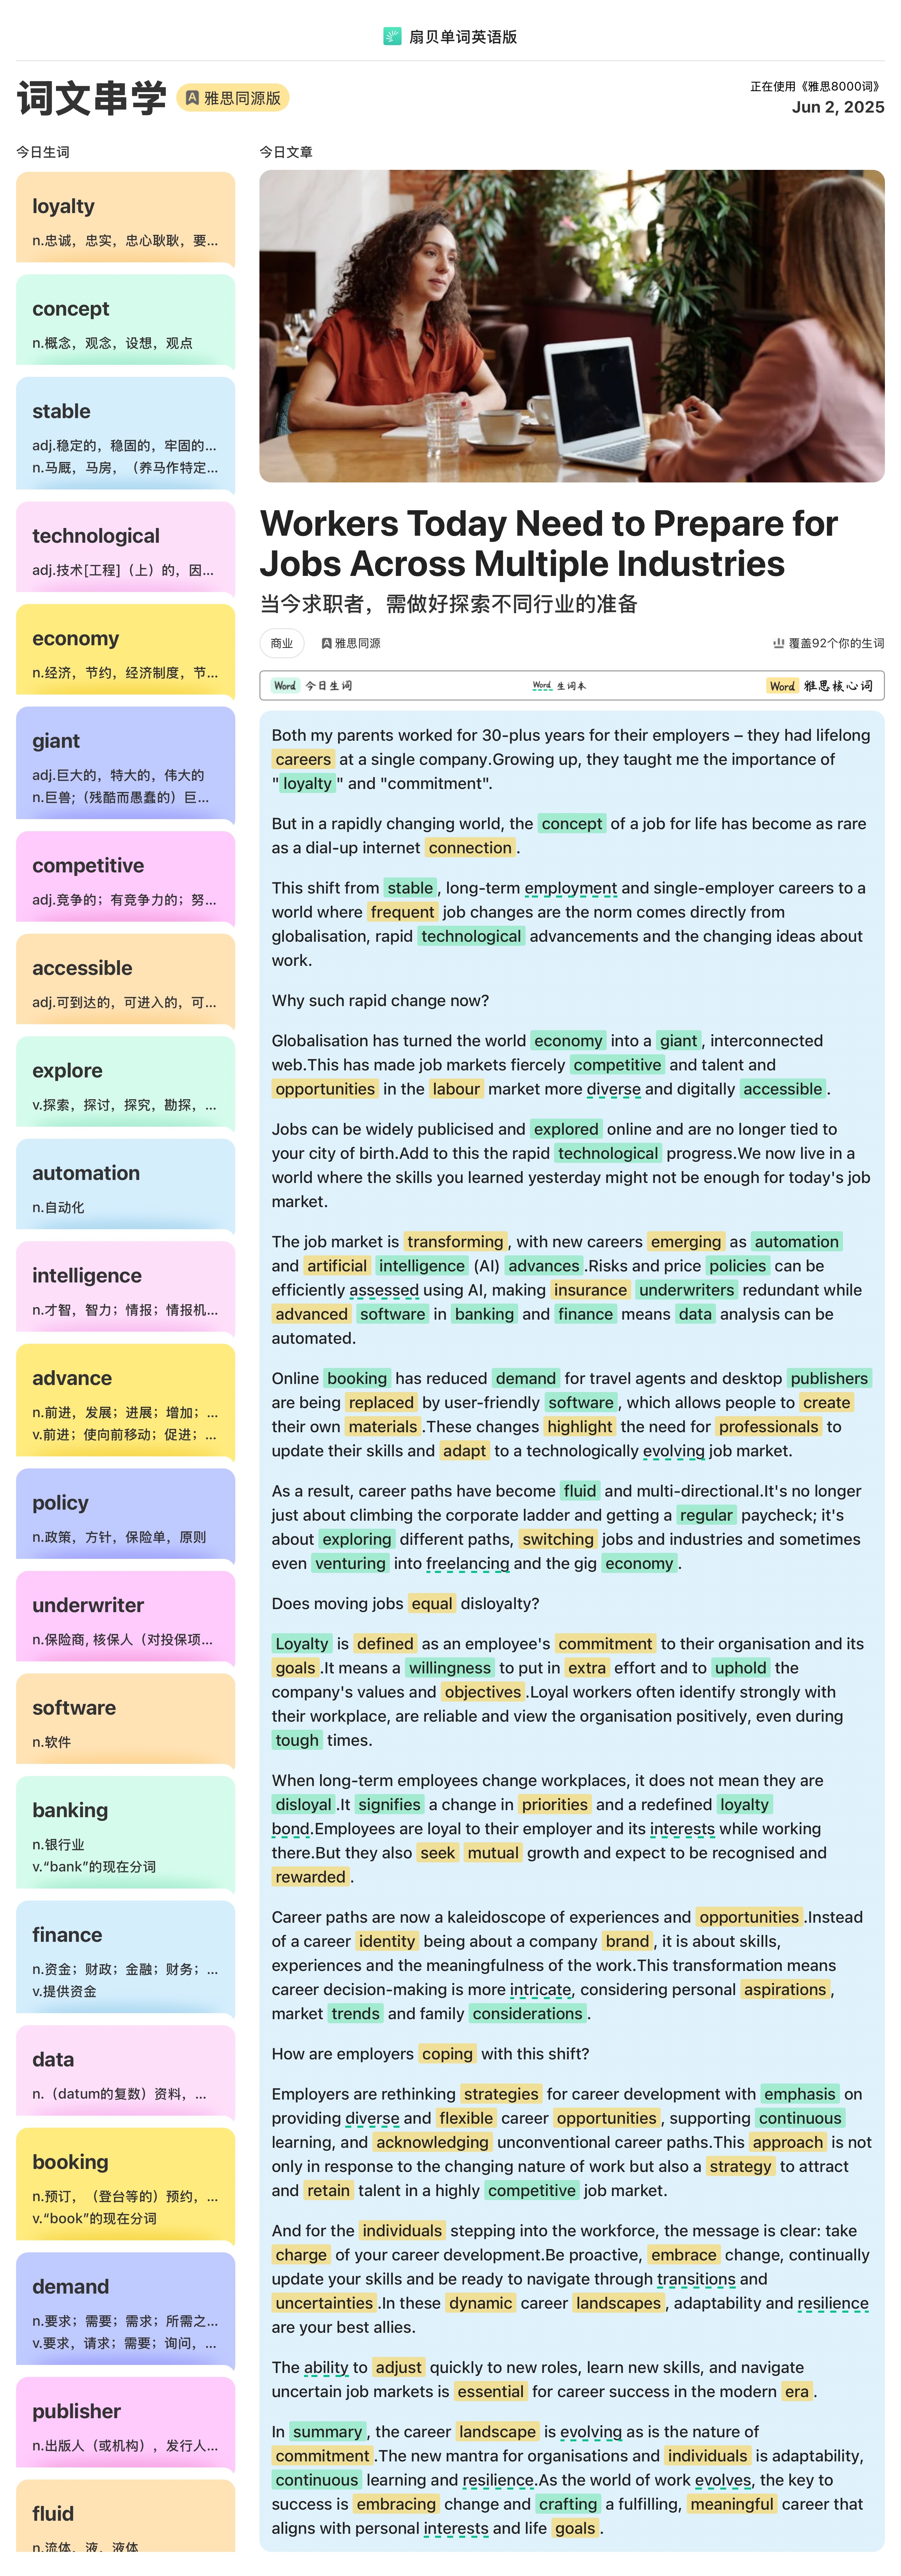 扇贝单词英语版
词文串学
雅思同源版
正在使用《雅思8000词》
Jun 2, 2025
今日生词
loyalty
n.忠诚，忠实，忠心耿耿，要...
concept
n.概念，观念，设想，观点
stable
adj.稳定的，稳固的，牢固的...
n.马厩，马房，（养马作特定...
technological
adj.技术[工程]（上）的，因...
economy
n.经济，节约，经济制度，节...
giant
adj.巨大的，特大的，伟大的
n.巨兽;（残酷而愚蠢的）巨...
competitive
adj.竞争的；有竞争力的；努...
accessible
adj.可到达的，可进入的，可...
explore
v.探索，探讨，探究，勘探，...
automation
n.自动化
intelligence
n.才智，智力；情报；情报机...
advance
n.前进，发展；进展；增加；...
v.前进；使向前移动；促进；...
policy
n.政策，方针，保险单，原则
underwriter
n.保险商, 核保人（对投保项...
software
n.软件
banking
n.银行业
v.“bank”的现在分词
finance
n.资金；财政；金融；财务；...
v.提供资金
data
n.（datum的复数）资料，...
booking
n.预订，（登台等的）预约，...
v.“book”的现在分词
demand
n.要求；需要；需求；所需之...
v.要求，请求；需要；询问，...
publisher
n.出版人（或机构），发行人...
fluid
n.流体，液，液体
今日文章
Workers Today Need to Prepare for
Jobs Across Multiple Industries
当今求职者，需做好探索不同行业的准备
商业
雅思同源
覆盖92个你的生词
Word 今日生词
Word 生词本
Word 雅思核心词
Both my parents worked for 30-plus years for their employers – they had lifelong
careers at a single company.Growing up, they taught me the importance of
"loyalty" and "commitment".
But in a rapidly changing world, the concept of a job for life has become as rare
as a dial-up internet connection.
This shift from stable, long-term employment and single-employer careers to a
world where frequent job changes are the norm comes directly from
globalisation, rapid technological advancements and the changing ideas about
work.
Why such rapid change now?
Globalisation has turned the world economy into a giant, interconnected
web.This has made job markets fiercely competitive and talent and
opportunities in the labour market more diverse and digitally accessible.
Jobs can be widely publicised and explored online and are no longer tied to
your city of birth.Add to this the rapid technological progress.We now live in a
world where the skills you learned yesterday might not be enough for today's job
market.
The job market is transforming, with new careers emerging as automation
and artificial intelligence (AI) advances.Risks and price policies can be
efficiently assessed using AI, making insurance underwriters redundant while
advanced software in banking and finance means data analysis can be
automated.
Online booking has reduced demand for travel agents and desktop publishers
are being replaced by user-friendly software, which allows people to create
their own materials.These changes highlight the need for professionals to
update their skills and adapt to a technologically evolving job market.
As a result, career paths have become fluid and multi-directional.It's no longer
just about climbing the corporate ladder and getting a regular paycheck; it's
about exploring different paths, switching jobs and industries and sometimes
even venturing into freelancing and the gig economy.
Does moving jobs equal disloyalty?
Loyalty is defined as an employee's commitment to their organisation and its
goals.It means a willingness to put in extra effort and to uphold the
company's values and objectives.Loyal workers often identify strongly with
their workplace, are reliable and view the organisation positively, even during
tough times.
When long-term employees change workplaces, it does not mean they are
disloyal.It signifies a change in priorities and a redefined loyalty
bond.Employees are loyal to their employer and its interests while working
there.But they also seek mutual growth and expect to be recognised and
rewarded.
Career paths are now a kaleidoscope of experiences and opportunities.Instead
of a career identity being about a company brand, it is about skills,
experiences and the meaningfulness of the work.This transformation means
career decision-making is more intricate, considering personal aspirations,
market trends and family considerations.
How are employers coping with this shift?
Employers are rethinking strategies for career development with emphasis on
providing diverse and flexible career opportunities, supporting continuous
learning, and acknowledging unconventional career paths.This approach is not
only in response to the changing nature of work but also a strategy to attract
and retain talent in a highly competitive job market.
And for the individuals stepping into the workforce, the message is clear: take
charge of your career development.Be proactive, embrace change, continually
update your skills and be ready to navigate through transitions and
uncertainties.In these dynamic career landscapes, adaptability and resilience
are your best allies.
The ability to adjust quickly to new roles, learn new skills, and navigate
uncertain job markets is essential for career success in the modern era.
In summary, the career landscape is evolving as is the nature of
commitment.The new mantra for organisations and individuals is adaptability,
continuous learning and resilience.As the world of work evolves, the key to
success is embracing change and crafting a fulfilling, meaningful career that
aligns with personal interests and life goals.